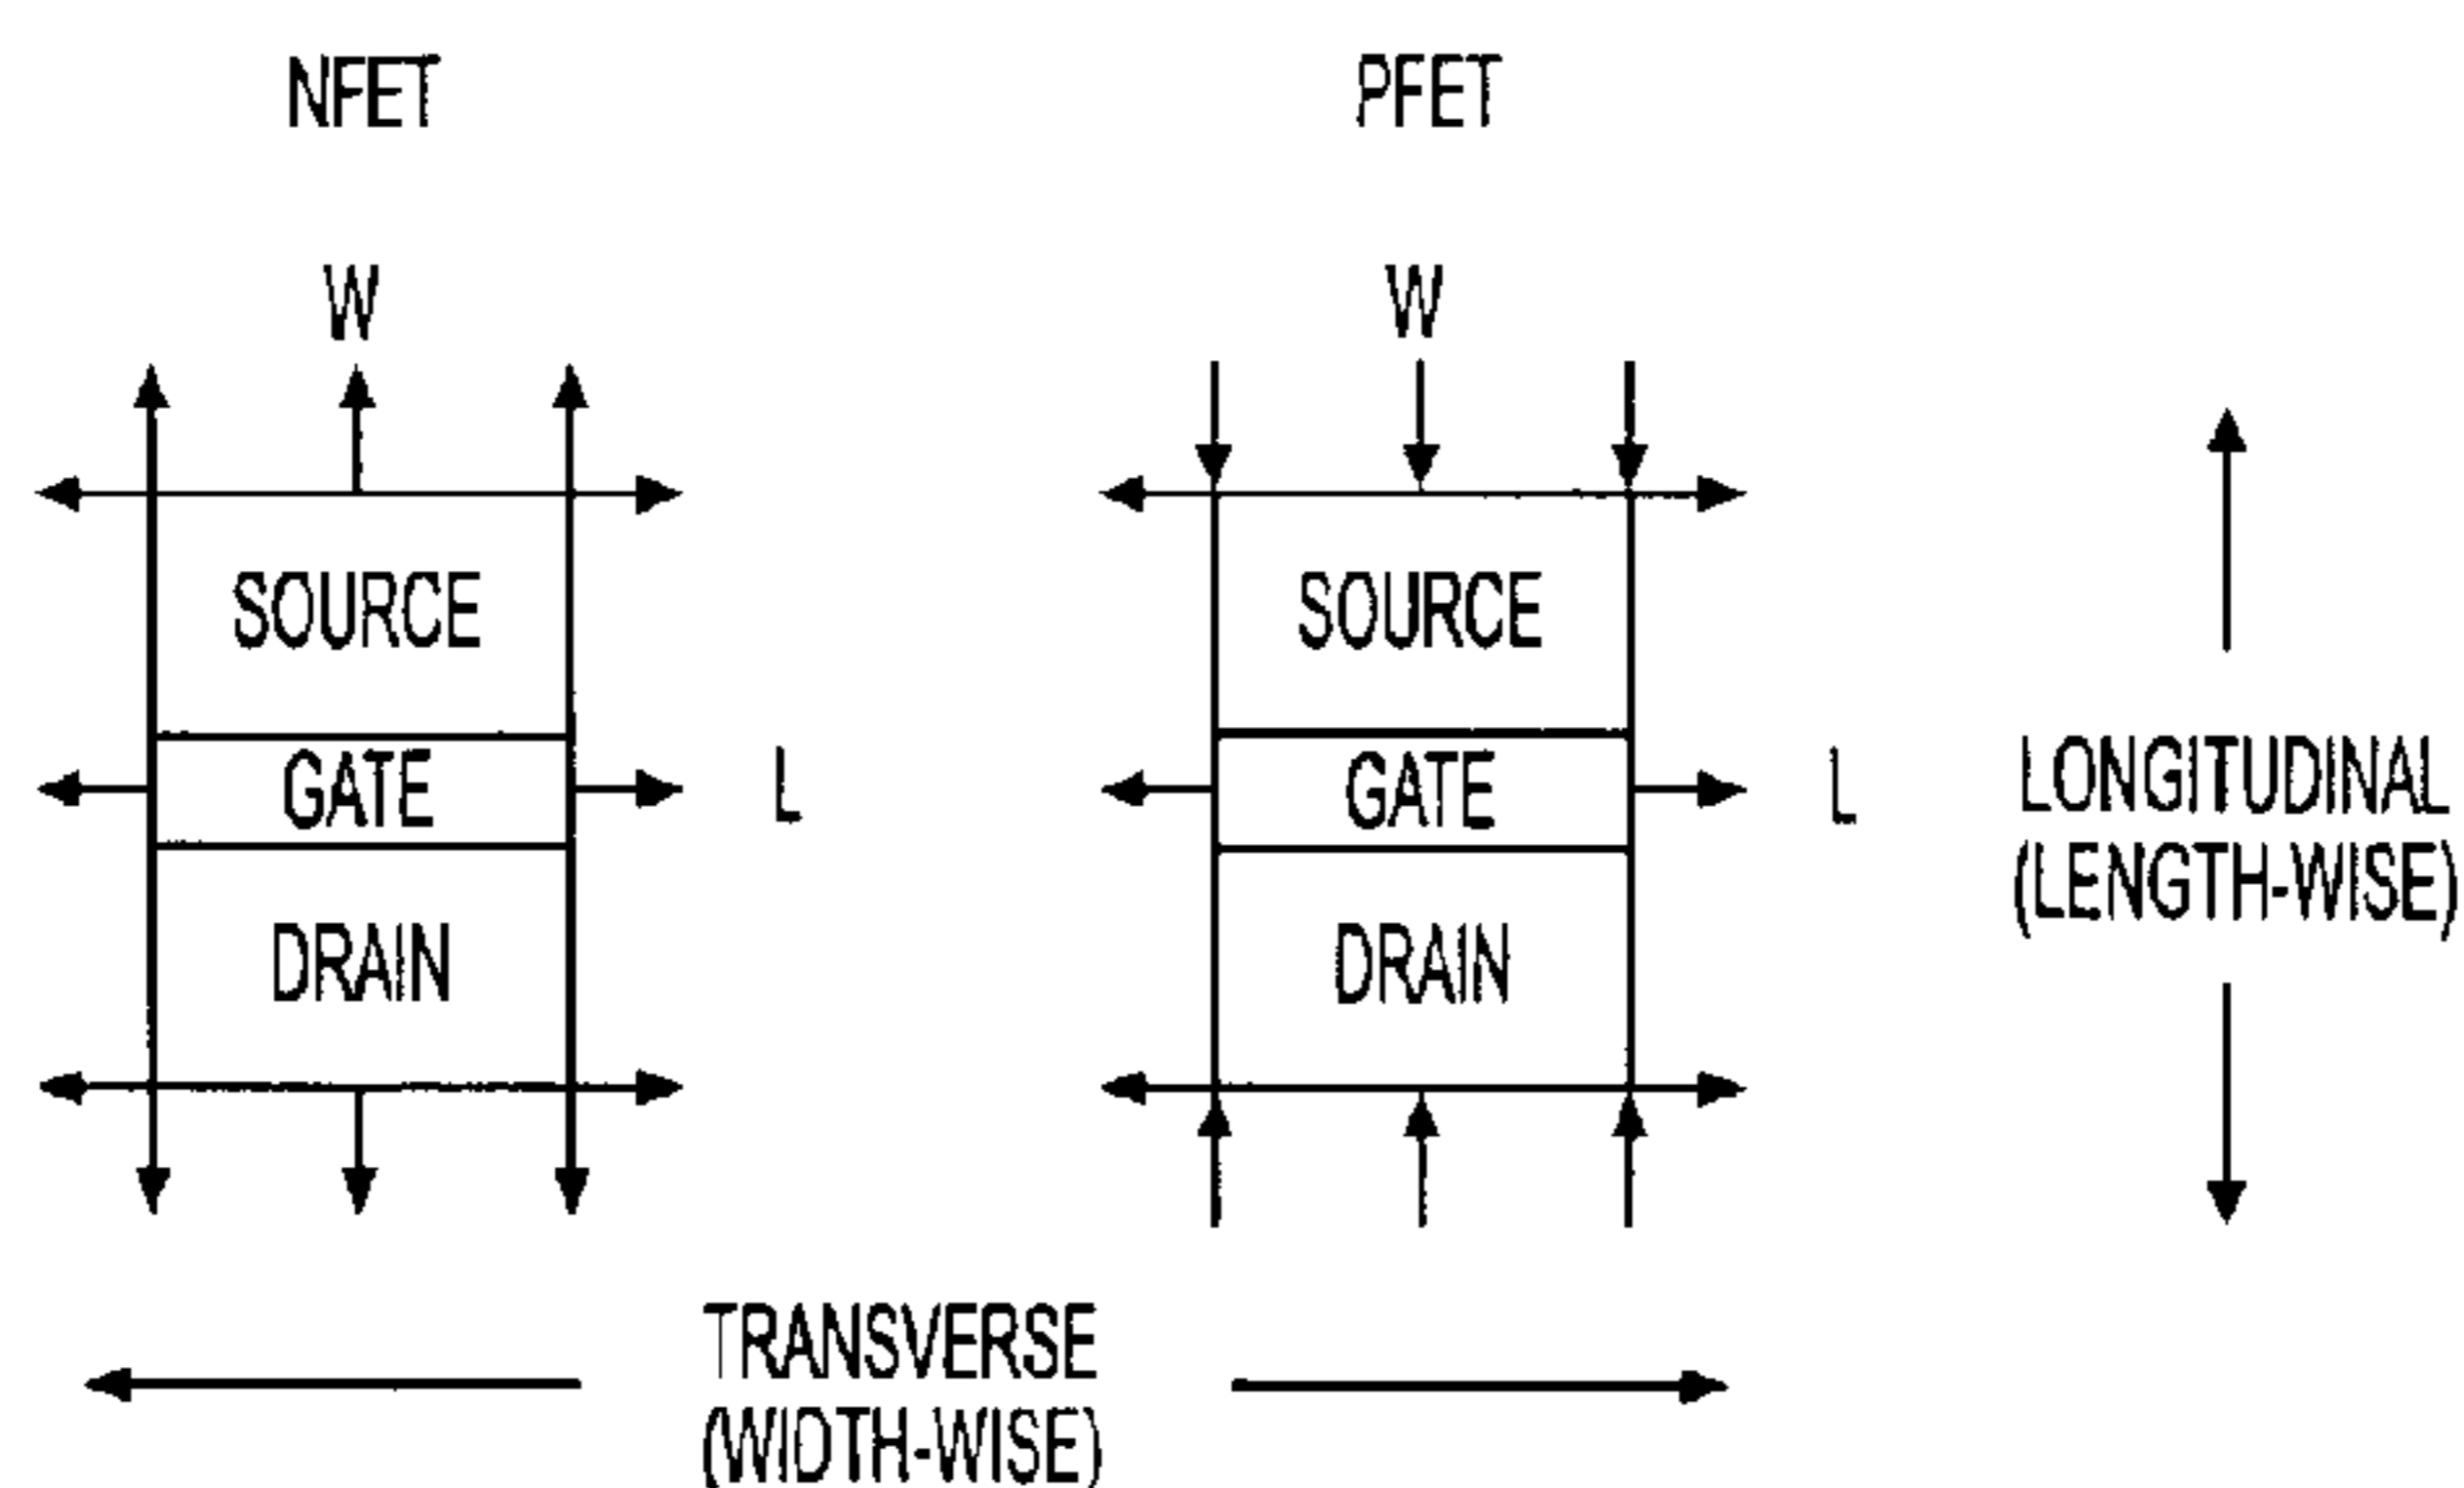 NFET
PFET
W
W
SOURCE
SOURCE
GATE
L
GATE
L
LONGITUDINAL
(LENGTH-WISE)
DRAIN
DRAIN
TRANSVERSE
(WIDTH-WISE)